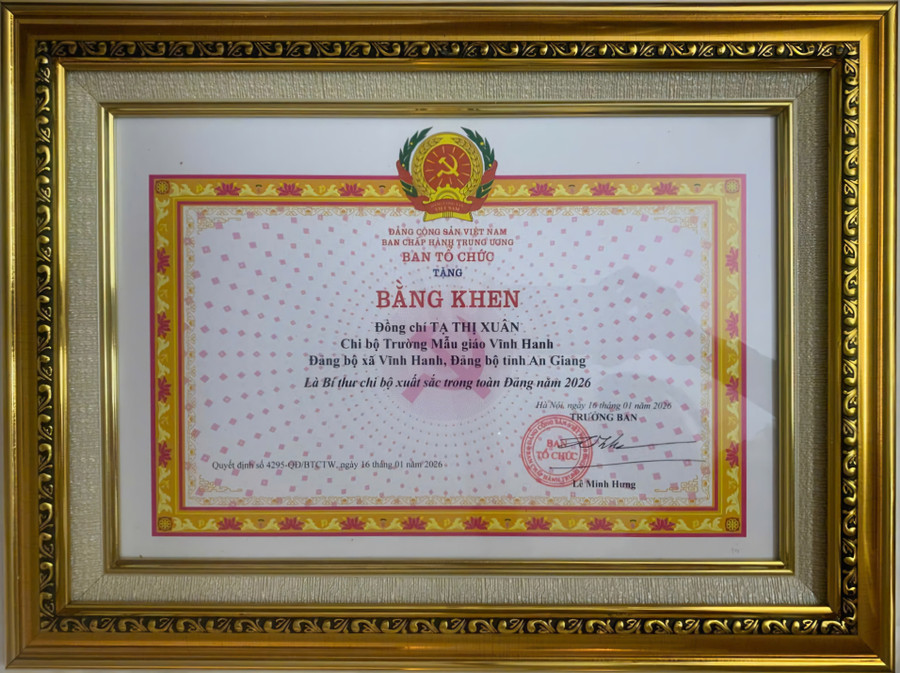 ĐẢNG CỘNG SẢN VIỆT NAM
BAN CHẤP HÀNH TRUNG ƯƠNG
BAN TỔ CHỨC
TẶNG
BẰNG KHEN
Đồng chí TẠ THỊ XUÂN
Chi bộ Trường Mẫu giáo Vĩnh Hanh
Đảng bộ xã Vĩnh Hanh, Đảng bộ tỉnh An Giang
Là Bí thư chi bộ xuất sắc trong toàn Đảng năm 2026
Hà Nội, ngày 16 tháng 01 năm 2026
TRƯỞNG BAN
BAN
TỔ CHỨC
Quyết định số 4295-QĐ/BTCTW, ngày 16 tháng 01 năm 2026
Lê Minh Hưng